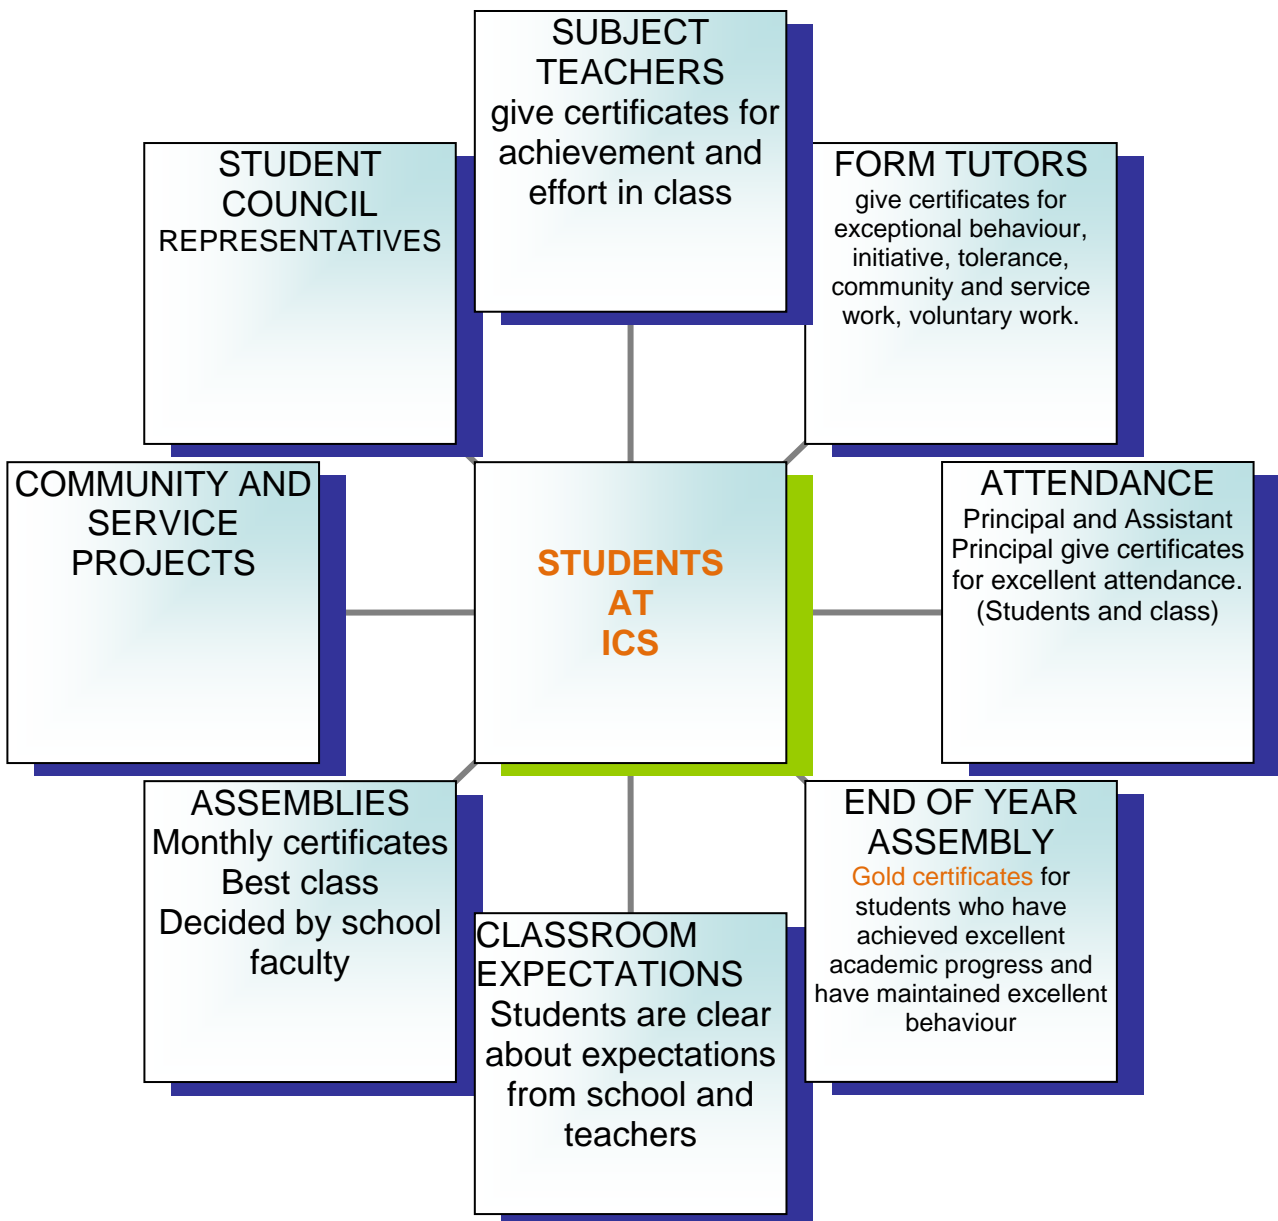 SUBJECT
TEACHERS
give certificates for
achievement and
effort in class
STUDENT
COUNCIL
REPRESENTATIVES
FORM TUTORS
give certificates for
exceptional behaviour,
initiative, tolerance,
community and service
work, voluntary work.
COMMUNITY AND
SERVICE
PROJECTS
STUDENTS
AT
ICS
ATTENDANCE
Principal and Assistant
Principal give certificates
for excellent attendance.
(Students and class)
ASSEMBLIES
Monthly certificates
Best class
Decided by school
faculty
CLASSROOM
EXPECTATIONS
Students are clear
about expectations
from school and
teachers
END OF YEAR
ASSEMBLY
Gold certificates for
students who have
achieved excellent
academic progress and
have maintained excellent
behaviour